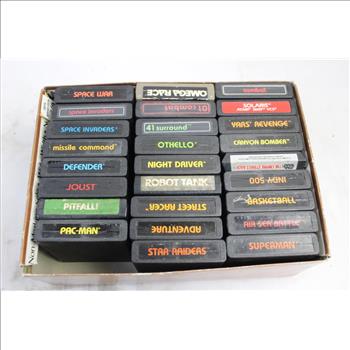 SPACE WAR
space invaders
SPACE INVADERS
missile command
DEFENDER
JOUST
PITFALL!
PAC-MAN
OMEGA RACE
01 combat
41 surround
OTHELLO
NIGHT DRIVER
ROBOT TANK
STREET RACER
ADVENTURE
STAR RAIDERS
SOLARIS
YARS' REVENGE
CANYON BOMBER
INDY 500
BASKETBALL
AIR SEA BATTLE
SUPERMAN